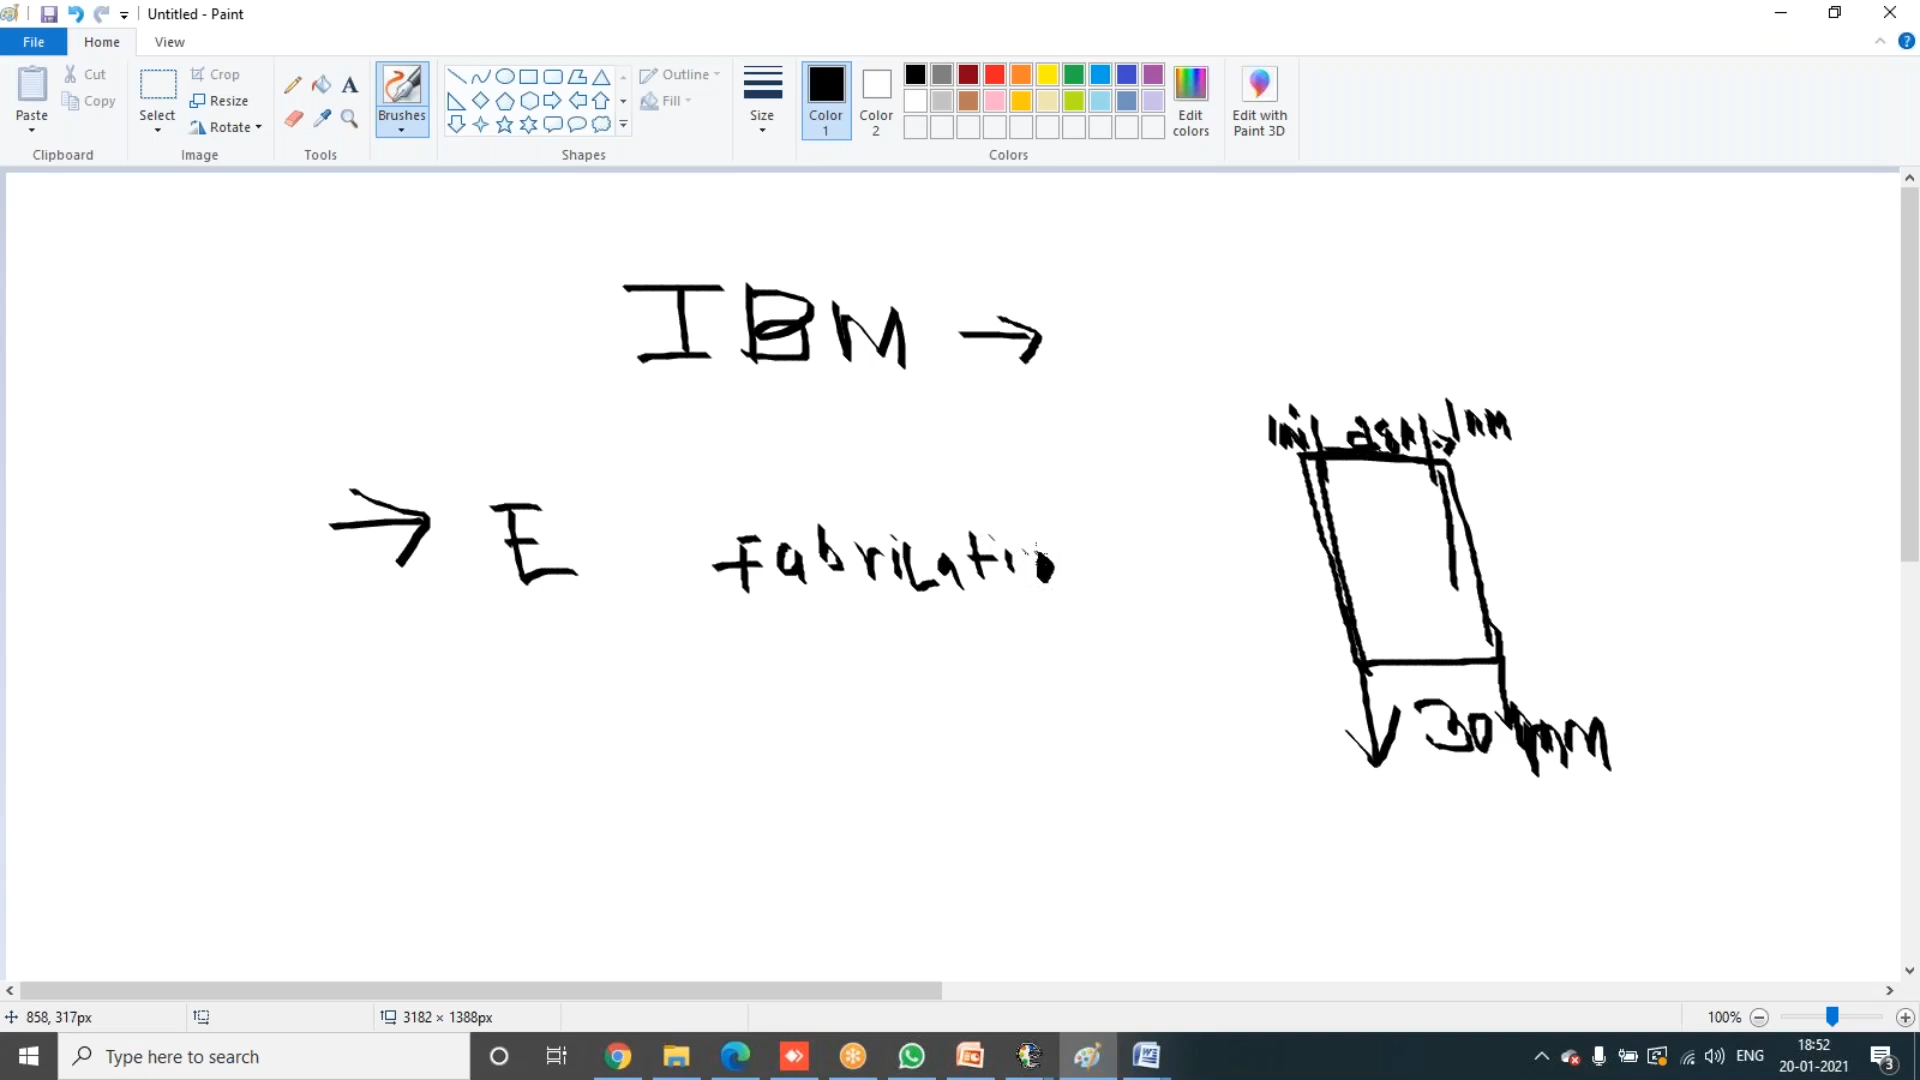 Untitled - Paint
File Home View
Cut
Copy
Paste
Clipboard
Select
Crop
Resize
Rotate
Image
A
Tools
Brushes
Shapes
Outline
Fill
Size
Color 1
Color 2
Edit colors
Colors
Edit with Paint 3D
IBM →
→ E Fabricatio
30 mm
858, 317px
3182 × 1388px
100%
Type here to search
ENG
18:52
20-01-2021
3